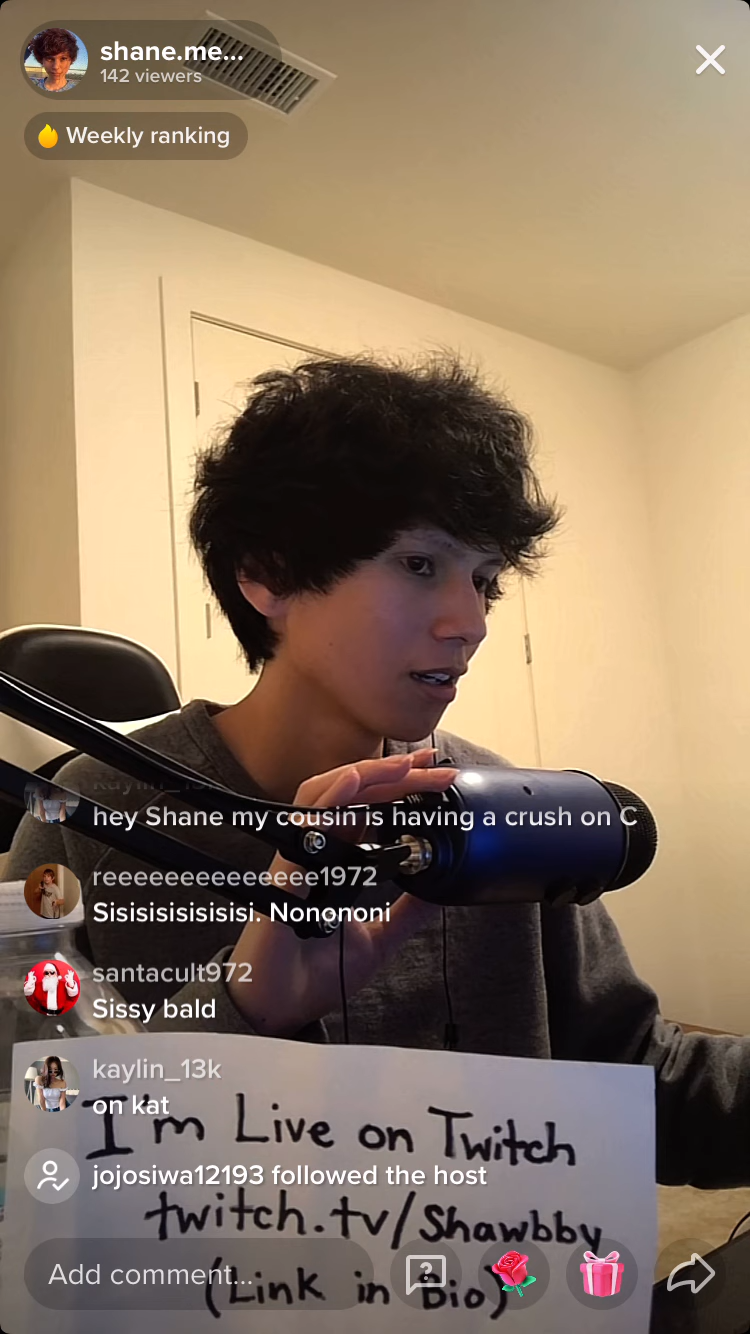 shane.me...
142 viewers
Weekly ranking
hey Shane my cousin is having a crush on C
reeeeeeeeeeeeee1972
Sisisisisisisi. Nonononi
santacult972
Sissy bald
kaylin_13k
on kat
I'm Live on Twitch
jojosiwa12193 followed the host
twitch.tv/Shawbby
Add comment...
(Link in Bio)